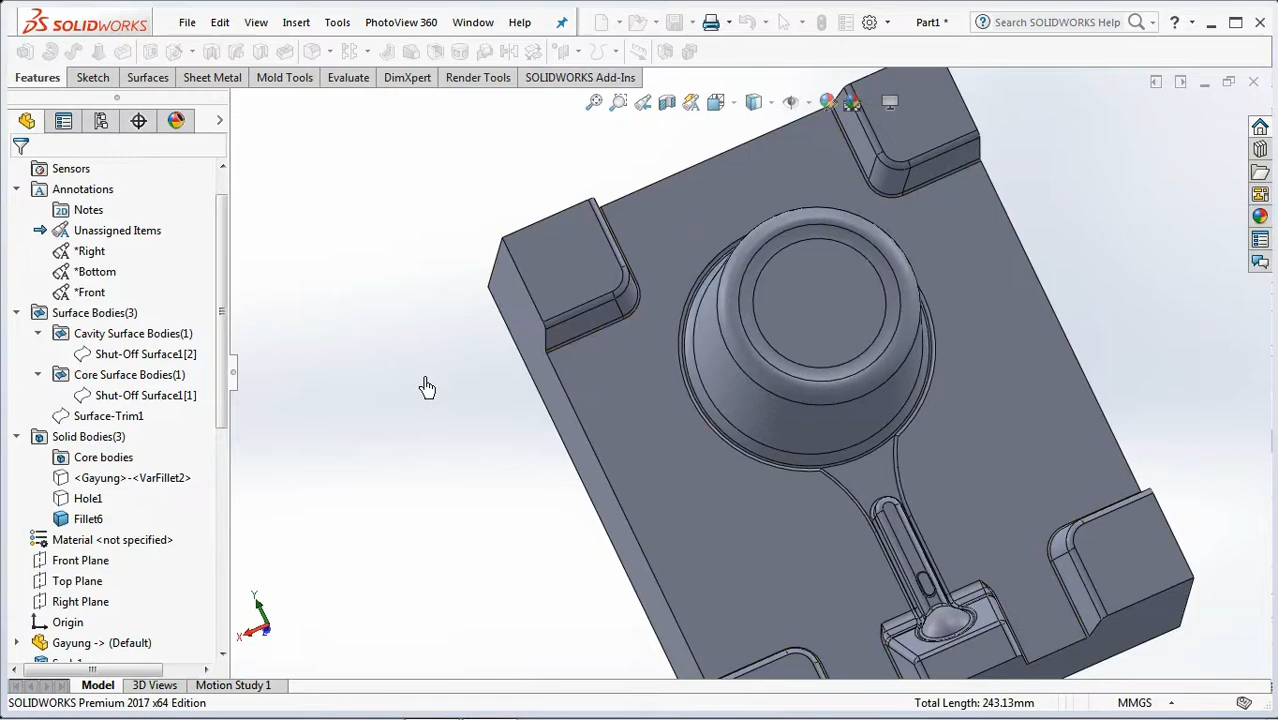 SOLIDWORKS File Edit View Insert Tools PhotoView 360 Window Help Part1 * Search SOLIDWORKS Help ?
Features Sketch Surfaces Sheet Metal Mold Tools Evaluate DimXpert Render Tools SOLIDWORKS Add-Ins
Sensors
A Annotations
2D Notes
Unassigned Items
*Right
*Bottom
*Front
Surface Bodies(3)
Cavity Surface Bodies(1)
Shut-Off Surface1[2]
Core Surface Bodies(1)
Shut-Off Surface1[1]
Surface-Trim1
Solid Bodies(3)
Core bodies
<Gayung>-<VarFillet2>
Hole1
Fillet6
Material <not specified>
Front Plane
Top Plane
Right Plane
Origin
Gayung -> (Default)
Y
X
Model 3D Views Motion Study 1
SOLIDWORKS Premium 2017 x64 Edition Total Length: 243.13mm MMGS